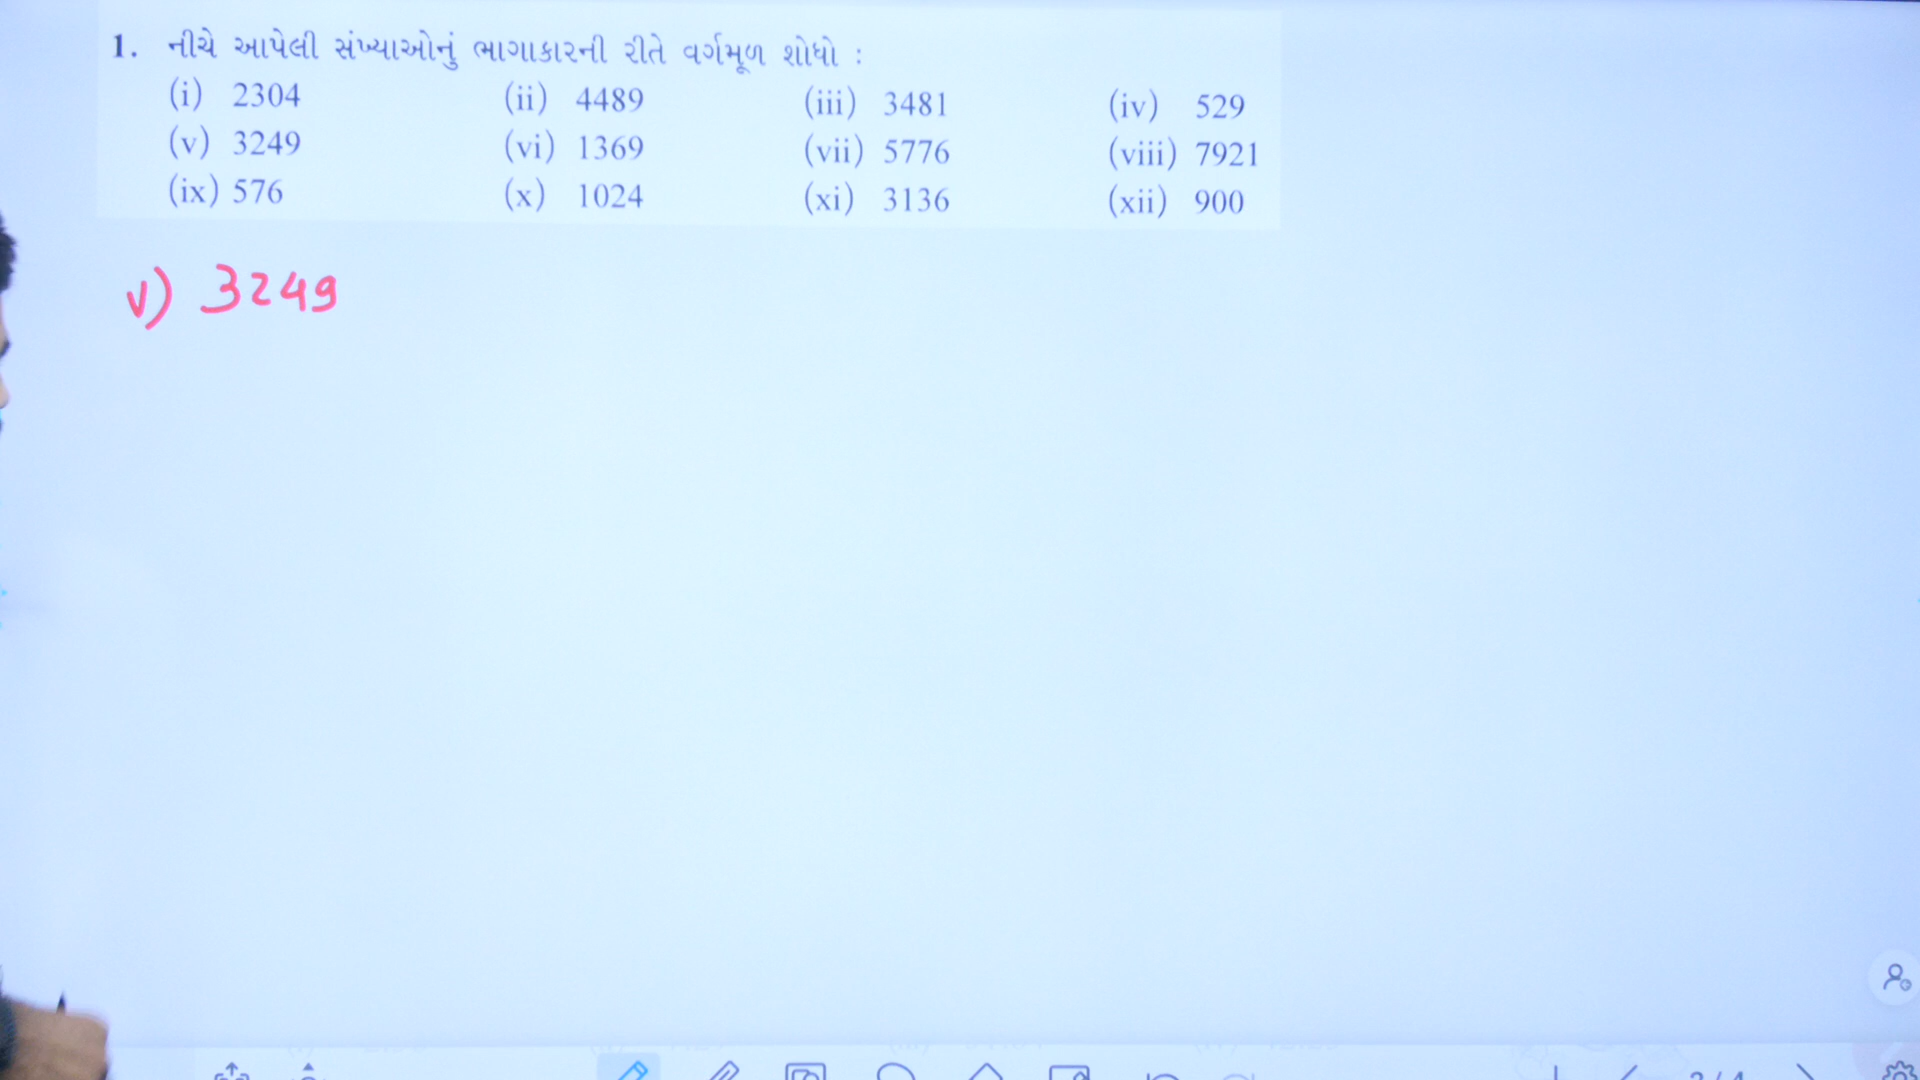 1. નીચે આપેલી સંખ્યાઓનું ભાગાકારની રીતે વર્ગમૂળ શોધો :
(i) 2304 (ii) 4489 (iii) 3481 (iv) 529
(v) 3249 (vi) 1369 (vii) 5776 (viii) 7921
(ix) 576 (x) 1024 (xi) 3136 (xii) 900
v) 3249